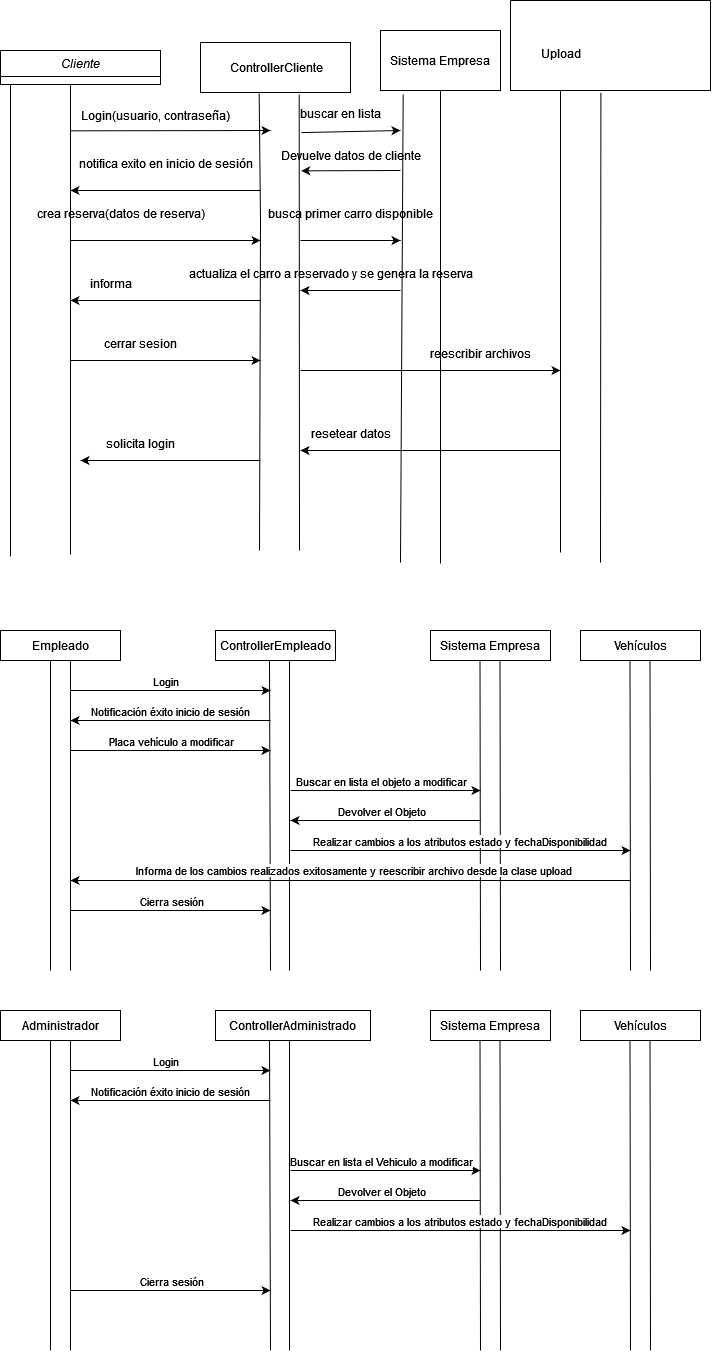 Cliente
ControllerCliente
Sistema Empresa
Upload
Login(usuario, contraseña)
buscar en lista
Devuelve datos de cliente
notifica exito en inicio de sesión
crea reserva(datos de reserva)
busca primer carro disponible
actualiza el carro a reservado y se genera la reserva
informa
cerrar sesion
reescribir archivos
resetear datos
solicita login
Empleado
ControllerEmpleado
Sistema Empresa
Vehículos
Login
Notificación éxito inicio de sesión
Placa vehículo a modificar
Buscar en lista el objeto a modificar
Devolver el Objeto
Realizar cambios a los atributos estado y fechaDisponibilidad
Informa de los cambios realizados exitosamente y reescribir archivo desde la clase upload
Cierra sesión
Administrador
ControllerAdministrado
Sistema Empresa
Vehículos
Login
Notificación éxito inicio de sesión
Buscar en lista el Vehiculo a modificar
Devolver el Objeto
Realizar cambios a los atributos estado y fechaDisponibilidad
Cierra sesión